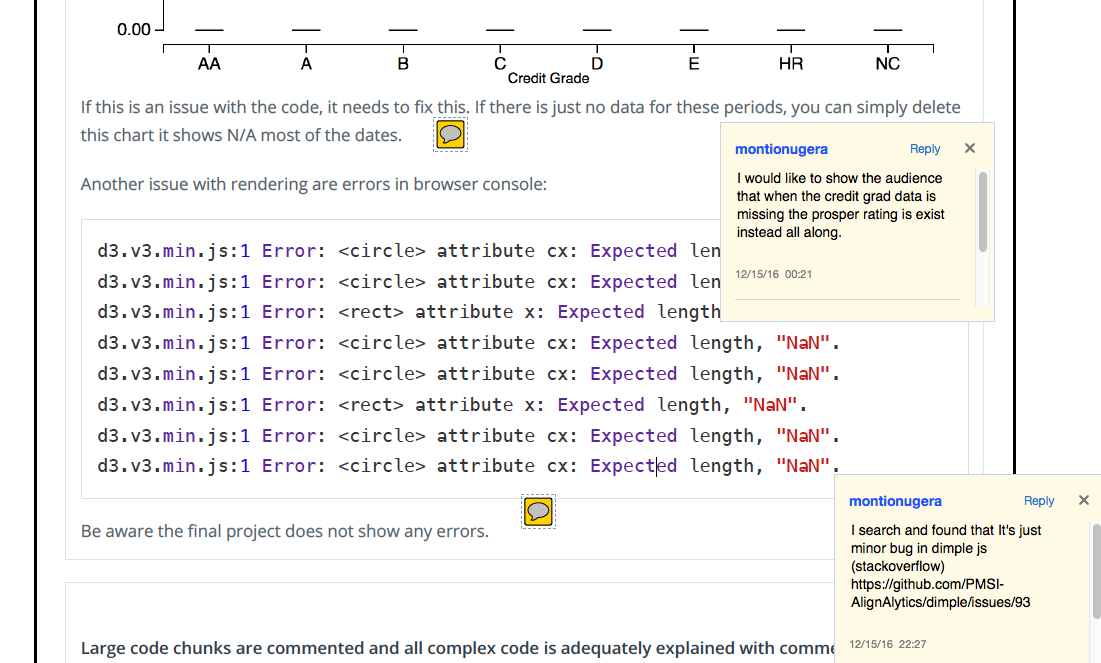 0.00
AA A B C D E HR NC
Credit Grade
If this is an issue with the code, it needs to fix this. If there is just no data for these periods, you can simply delete
this chart it shows N/A most of the dates.
montionugera Reply ×
I would like to show the audience
that when the credit grad data is
missing the prosper rating is exist
instead all along.
12/15/16 00:21
Another issue with rendering are errors in browser console:
d3.v3.min.js:1 Error: <circle> attribute cx: Expected len
d3.v3.min.js:1 Error: <circle> attribute cx: Expected len
d3.v3.min.js:1 Error: <rect> attribute x: Expected length
d3.v3.min.js:1 Error: <circle> attribute cx: Expected length, "NaN".
d3.v3.min.js:1 Error: <circle> attribute cx: Expected length, "NaN".
d3.v3.min.js:1 Error: <rect> attribute x: Expected length, "NaN".
d3.v3.min.js:1 Error: <circle> attribute cx: Expected length, "NaN".
d3.v3.min.js:1 Error: <circle> attribute cx: Expected length, "NaN".
montionugera Reply ×
I search and found that It's just
minor bug in dimple js
(stackoverflow)
https://github.com/PMSI-
AlignAlytics/dimple/issues/93
12/15/16 22:27
Be aware the final project does not show any errors.
Large code chunks are commented and all complex code is adequately explained with comme